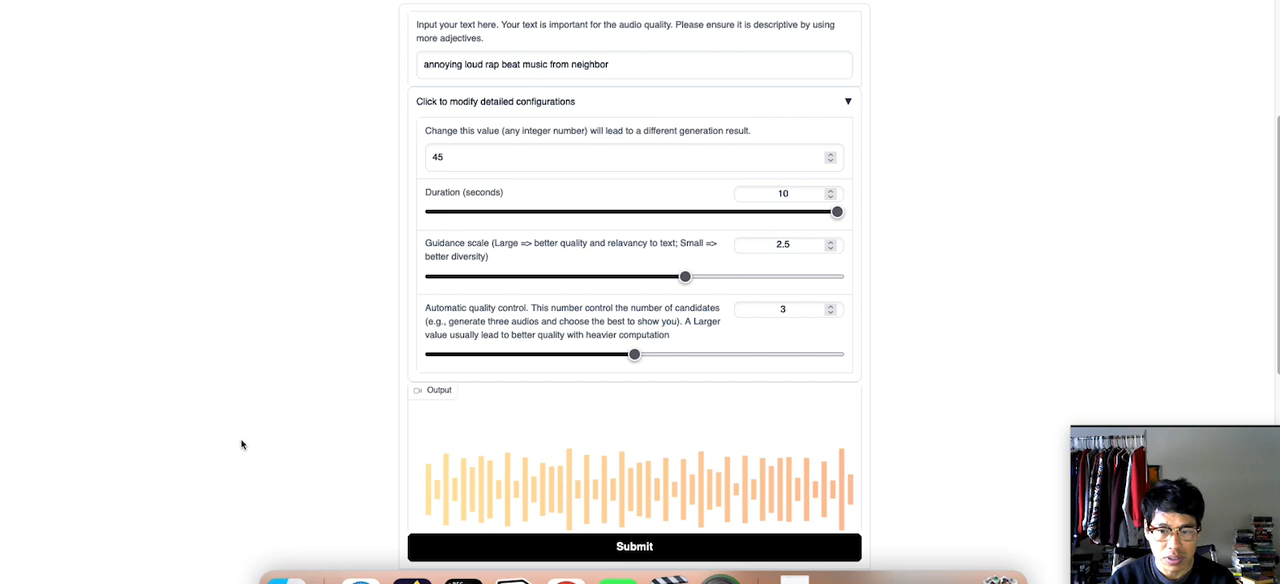 Input your text here. Your text is important for the audio quality. Please ensure it is descriptive by using
more adjectives.
annoying loud rap beat music from neighbor
Click to modify detailed configurations
Change this value (any integer number) will lead to a different generation result.
45
Duration (seconds)
10
Guidance scale (Large => better quality and relavancy to text; Small =>
better diversity)
2.5
Automatic quality control. This number control the number of candidates
(e.g., generate three audios and choose the best to show you). A Larger
value usually lead to better quality with heavier computation
3
Output
Submit